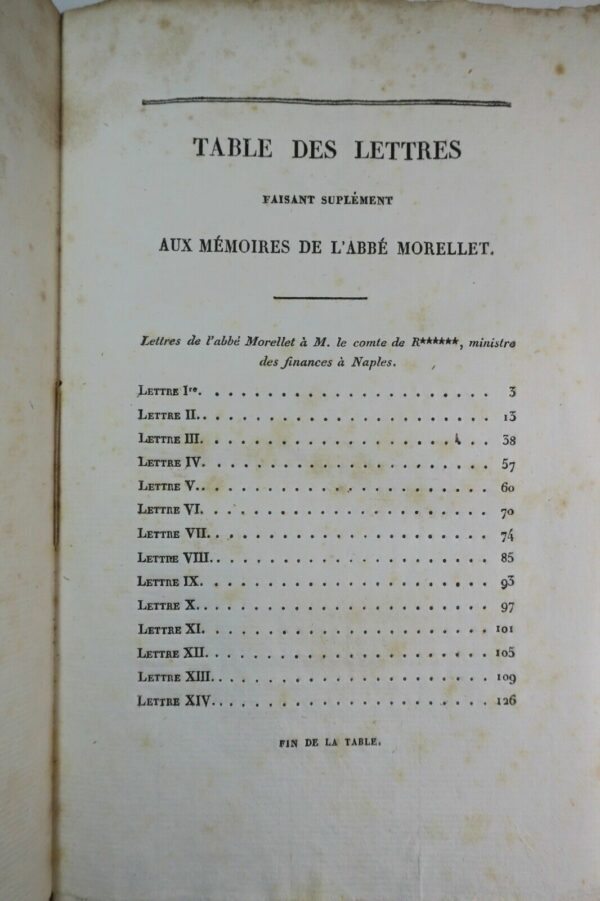 TABLE DES LETTRES
FAISANT SUPLÉMENT
AUX MÉMOIRES DE L'ABBÉ MORELLET.
Lettres de l'abbé Morellet à M. le comte de R******, ministre
des finances à Naples.
LETTRE Ire. . . . . . . . . . . . . . . . . . . . . . 3
LETTRE II. . . . . . . . . . . . . . . . . . . . . . 13
LETTRE III. . . . . . . . . . . . . . . . . . . . . . 38
LETTRE IV. . . . . . . . . . . . . . . . . . . . . . 57
LETTRE V. . . . . . . . . . . . . . . . . . . . . . 60
LETTRE VI. . . . . . . . . . . . . . . . . . . . . . 70
LETTRE VII. . . . . . . . . . . . . . . . . . . . . . 74
LETTRE VIII. . . . . . . . . . . . . . . . . . . . . . 85
LETTRE IX. . . . . . . . . . . . . . . . . . . . . . 93
LETTRE X. . . . . . . . . . . . . . . . . . . . . . 97
LETTRE XI. . . . . . . . . . . . . . . . . . . . . . 101
LETTRE XII. . . . . . . . . . . . . . . . . . . . . . 105
LETTRE XIII. . . . . . . . . . . . . . . . . . . . . . 109
LETTRE XIV. . . . . . . . . . . . . . . . . . . . . . 126
FIN DE LA TABLE.